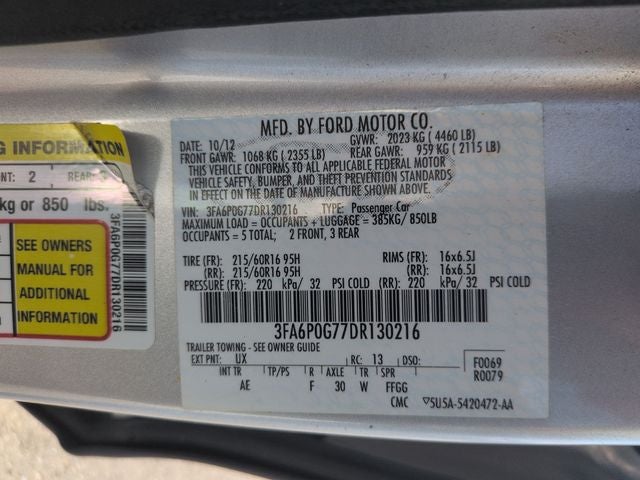 MFD. BY FORD MOTOR CO.
DATE: 10/12 GVWR: 2023 KG ( 4460 LB)
FRONT GAWR: 1068 KG ( 2355 LB) REAR GAWR: 959 KG ( 2115 LB)
THIS VEHICLE CONFORMS TO ALL APPLICABLE FEDERAL MOTOR
VEHICLE SAFETY, BUMPER, AND THEFT PREVENTION STANDARDS
IN EFFECT ON THE DATE OF MANUFACTURE SHOWN ABOVE.
VIN: 3FA6P0G77DR130216 TYPE: Passenger Car
MAXIMUM LOAD = OCCUPANTS + LUGGAGE = 385KG/ 850LB
OCCUPANTS = 5 TOTAL; 2 FRONT, 3 REAR
TIRE (FR): 215/60R16 95H RIMS (FR): 16x6.5J
(RR): 215/60R16 95H (RR): 16x6.5J
PRESSURE (FR): 220 kPa/ 32 PSI COLD (RR) 220 kPa/ 32 PSI COLD
3FA6P0G77DR130216
TRAILER TOWING - SEE OWNER GUIDE
EXT PNT: UX RC: 13 DSO:
F0069
R0079
INT TR TP/PS R AXLE TR SPR
AE F 30 W FFGG
CMC ▽SU5A-5420472-AA
INFORMATION
2 REAR: 3
kg or 850 lbs.
SEE OWNERS
MANUAL FOR
ADDITIONAL
INFORMATION
3FA6P0G77DR130216